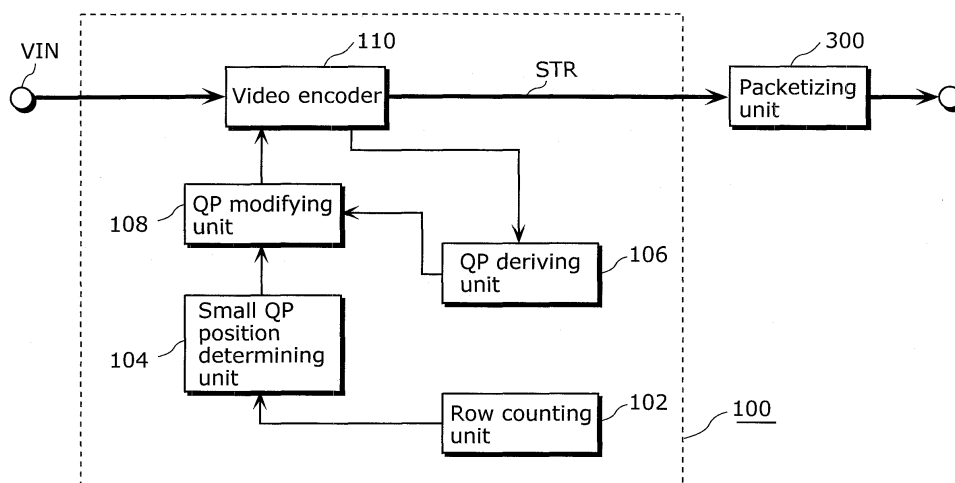 110
300
VIN
STR
Video encoder
Packetizing
unit
108
QP modifying
unit
QP deriving
unit
106
104
Small QP
position
determining
unit
Row counting
unit
102
100